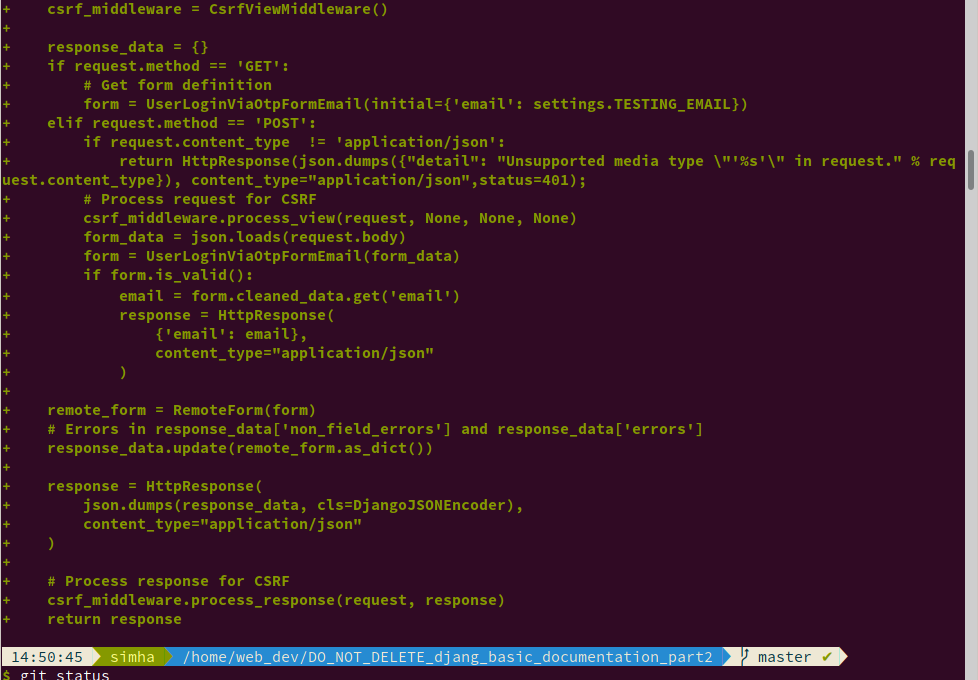 +    csrf_middleware = CsrfViewMiddleware()
+
+    response_data = {}
+    if request.method == 'GET':
+        # Get form definition
+        form = UserLoginViaOtpFormEmail(initial={'email': settings.TESTING_EMAIL})
+    elif request.method == 'POST':
+        if request.content_type  != 'application/json':
+            return HttpResponse(json.dumps({"detail": "Unsupported media type \"'%s'\" in request." % req
uest.content_type}), content_type="application/json",status=401);
+        # Process request for CSRF
+        csrf_middleware.process_view(request, None, None, None)
+        form_data = json.loads(request.body)
+        form = UserLoginViaOtpFormEmail(form_data)
+        if form.is_valid():
+            email = form.cleaned_data.get('email')
+            response = HttpResponse(
+                {'email': email},
+                content_type="application/json"
+            )
+
+    remote_form = RemoteForm(form)
+    # Errors in response_data['non_field_errors'] and response_data['errors']
+    response_data.update(remote_form.as_dict())
+
+    response = HttpResponse(
+        json.dumps(response_data, cls=DjangoJSONEncoder),
+        content_type="application/json"
+    )
+
+    # Process response for CSRF
+    csrf_middleware.process_response(request, response)
+    return response
14:50:45 simha /home/web_dev/DO_NOT_DELETE_djang_basic_documentation_part2 master ✔
$ git status